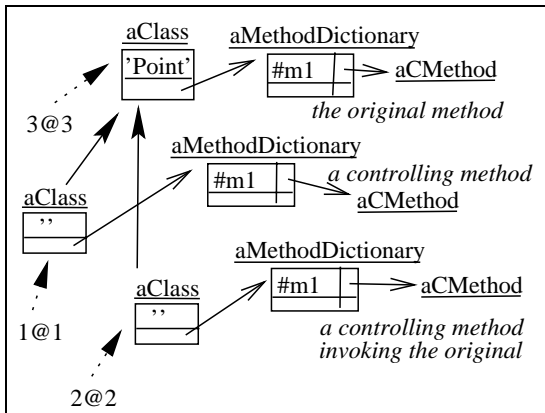 aClass
aMethodDictionary
'Point'
#m1
aCMethod
the original method
3@3
aMethodDictionary
a controlling method
#m1
aCMethod
aClass
''
aMethodDictionary
aClass
#m1
aCMethod
''
1@1
a controlling method
invoking the original
2@2